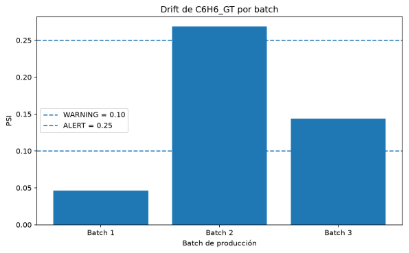 Drift de C6H6_GT por batch
PSI
0.25
0.20
0.15
0.10
0.05
0.00
WARNING = 0.10
ALERT = 0.25
Batch 1
Batch 2
Batch 3
Batch de producción